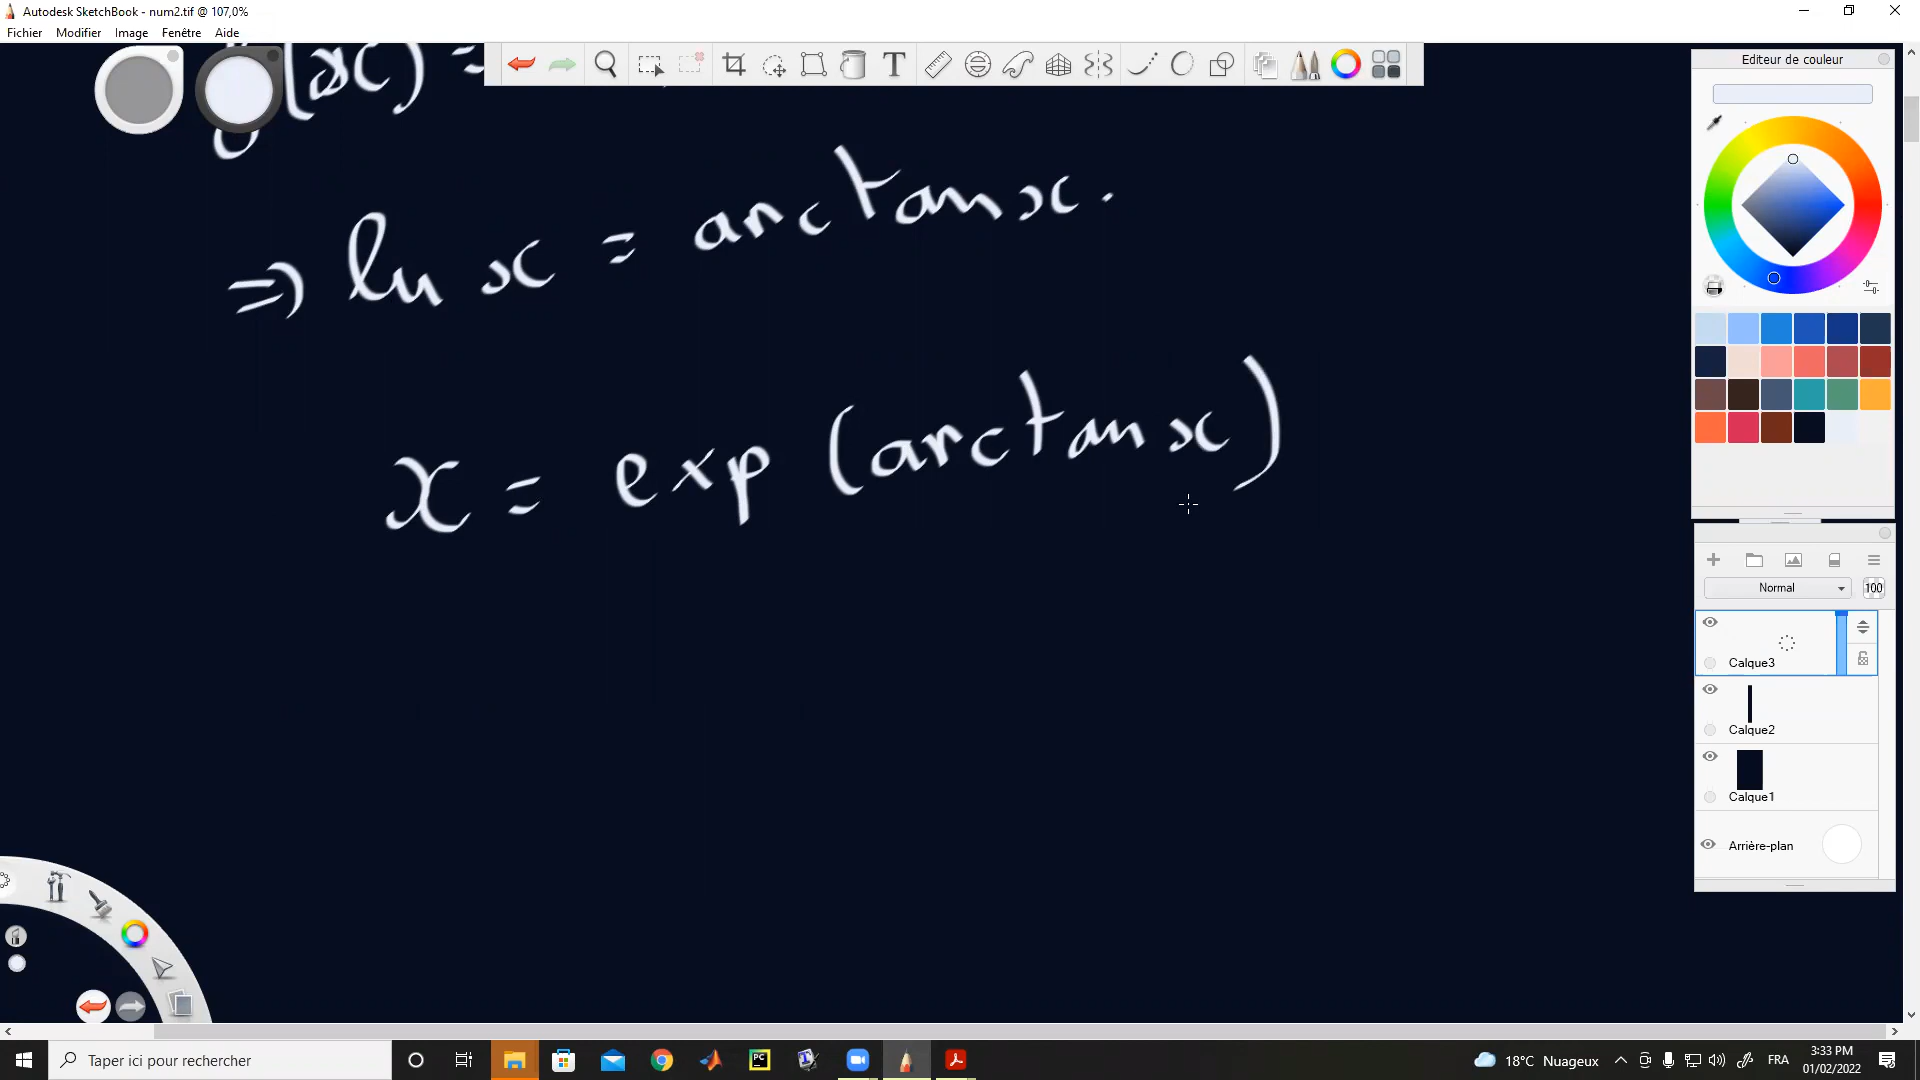 Autodesk SketchBook - num2.tif @ 107,0%
Fichier Modifier Image Fenêtre Aide
Editeur de couleur
(x) =
=> ln x = arctan x.
x = exp (arctan x)
Normal 100
Calque3
Calque2
Calque1
Arrière-plan
Taper ici pour rechercher
18°C Nuageux
FRA
3:33 PM
01/02/2022